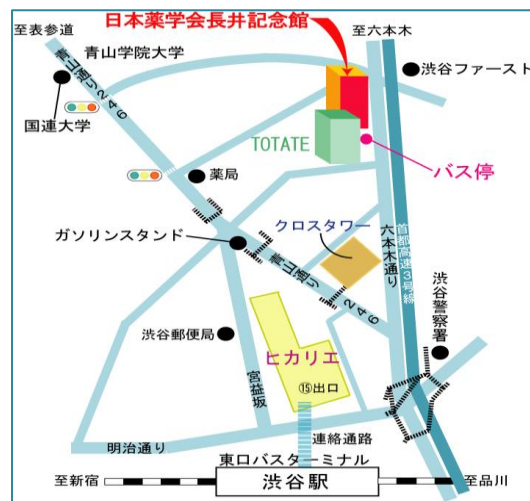 日本薬学会長井記念館
至表参道
至六本木
青山学院大学
青山通り246
渋谷ファースト
国連大学
TOTATE
バス停
薬局
クロスタワー
ガソリンスタンド
六本木通り
首都高速3号線
青山通り
246
渋谷警察署
渋谷郵便局
ヒカリエ
⑮出口
宮益坂
明治通り
連絡通路
東口バスターミナル
至新宿
渋谷駅
至品川